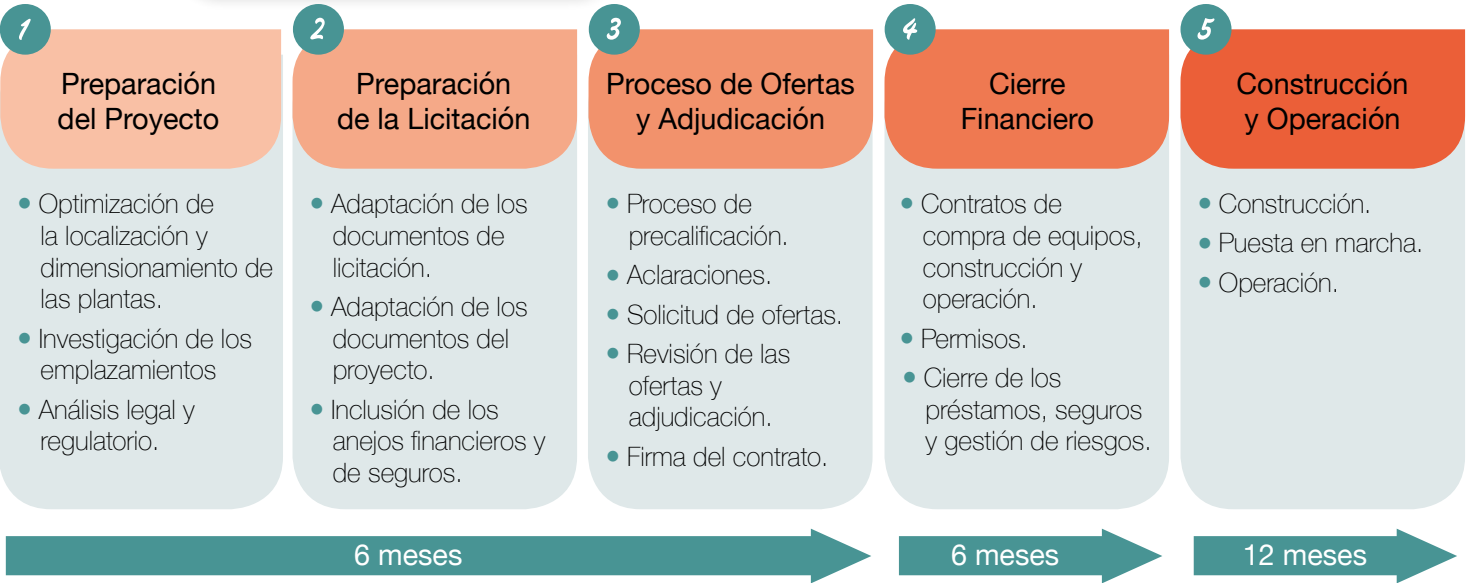 1
Preparación
del Proyecto
• Optimización de
la localización y
dimensionamiento de
las plantas.
• Investigación de los
emplazamientos
• Análisis legal y
regulatorio.
2
Preparación
de la Licitación
• Adaptación de los
documentos de
licitación.
• Adaptación de los
documentos del
proyecto.
• Inclusión de los
anejos financieros y
de seguros.
3
Proceso de Ofertas
y Adjudicación
• Proceso de
precalificación.
• Aclaraciones.
• Solicitud de ofertas.
• Revisión de las
ofertas y
adjudicación.
• Firma del contrato.
4
Cierre
Financiero
• Contratos de
compra de equipos,
construcción y
operación.
• Permisos.
• Cierre de los
préstamos, seguros
y gestión de riesgos.
5
Construcción
y Operación
• Construcción.
• Puesta en marcha.
• Operación.
6 meses
6 meses
12 meses